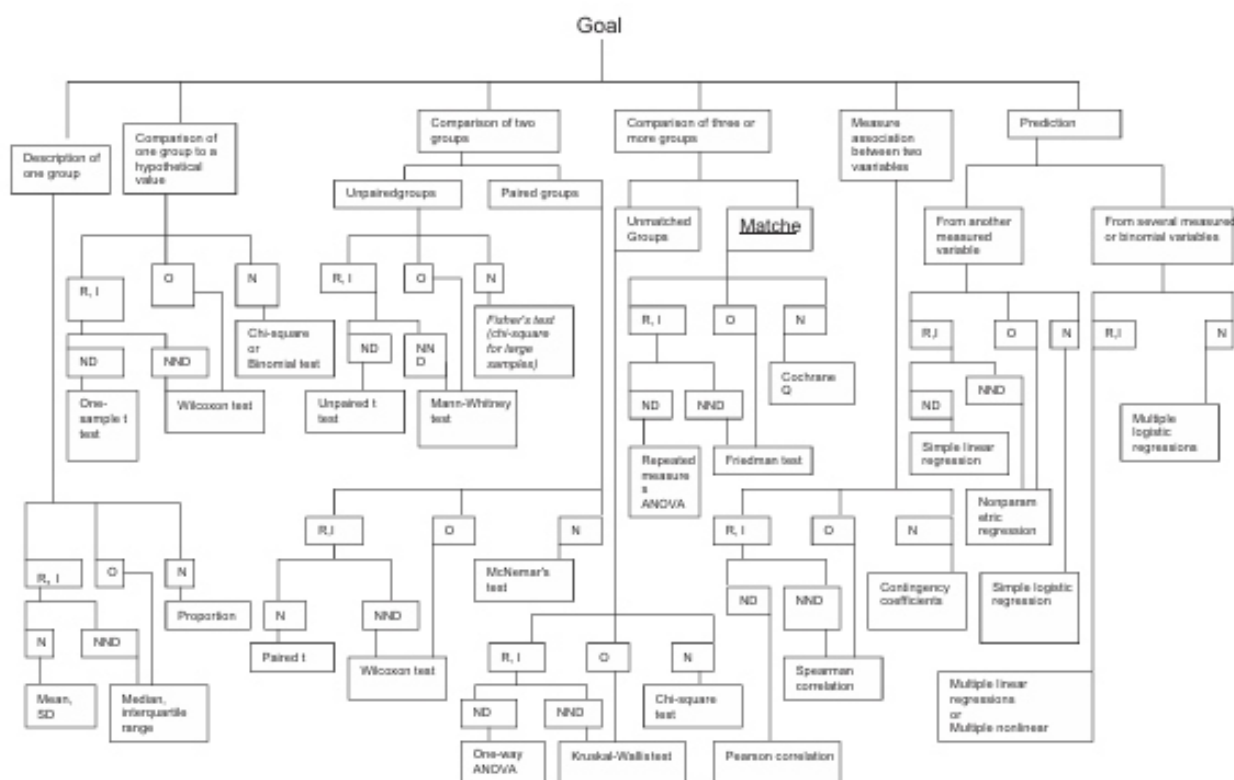 Goal
Description of
one group
Comparison of
one group to a
hypothetical
value
Comparison of two
groups
Comparison of three or
more groups
Measure
association
between two
vaariables
Prediction
Unpairedgroups
Paired groups
Unmatched
Groups
Matche
From another
measured
variable
From several measured
or binomial variables
R, I
O
N
R, I
O
N
R, I
O
N
R,I
O
N
R,I
N
Chi-square
or
Binomial test
Fisher's test
(chi-square
for large
samples)
ND
NND
ND
NN
D
Cochrane
Q
ND
NND
ND
NND
One-
sample t
test
Wilcoxon test
Unpaired t
test
Mann-Whitney
test
Multiple
logistic
regressions
Repeated
measure
s
ANOVA
Friedman test
Simple linear
regression
Nonparam
etric
regression
R,I
O
N
R, I
O
N
R, I
O
N
McNemar's
test
Contingency
coefficients
Simple logistic
regression
Proportion
N
NND
N
NND
ND
NND
Paired t
Wilcoxon test
R, I
O
N
Spearman
correlation
Mean,
SD
Median,
interquartile
range
Chi-square
test
Multiple linear
regressions
or
Multiple nonlinear
ND
NND
One-way
ANOVA
Kruskal-Wallistest
Pearson correlation